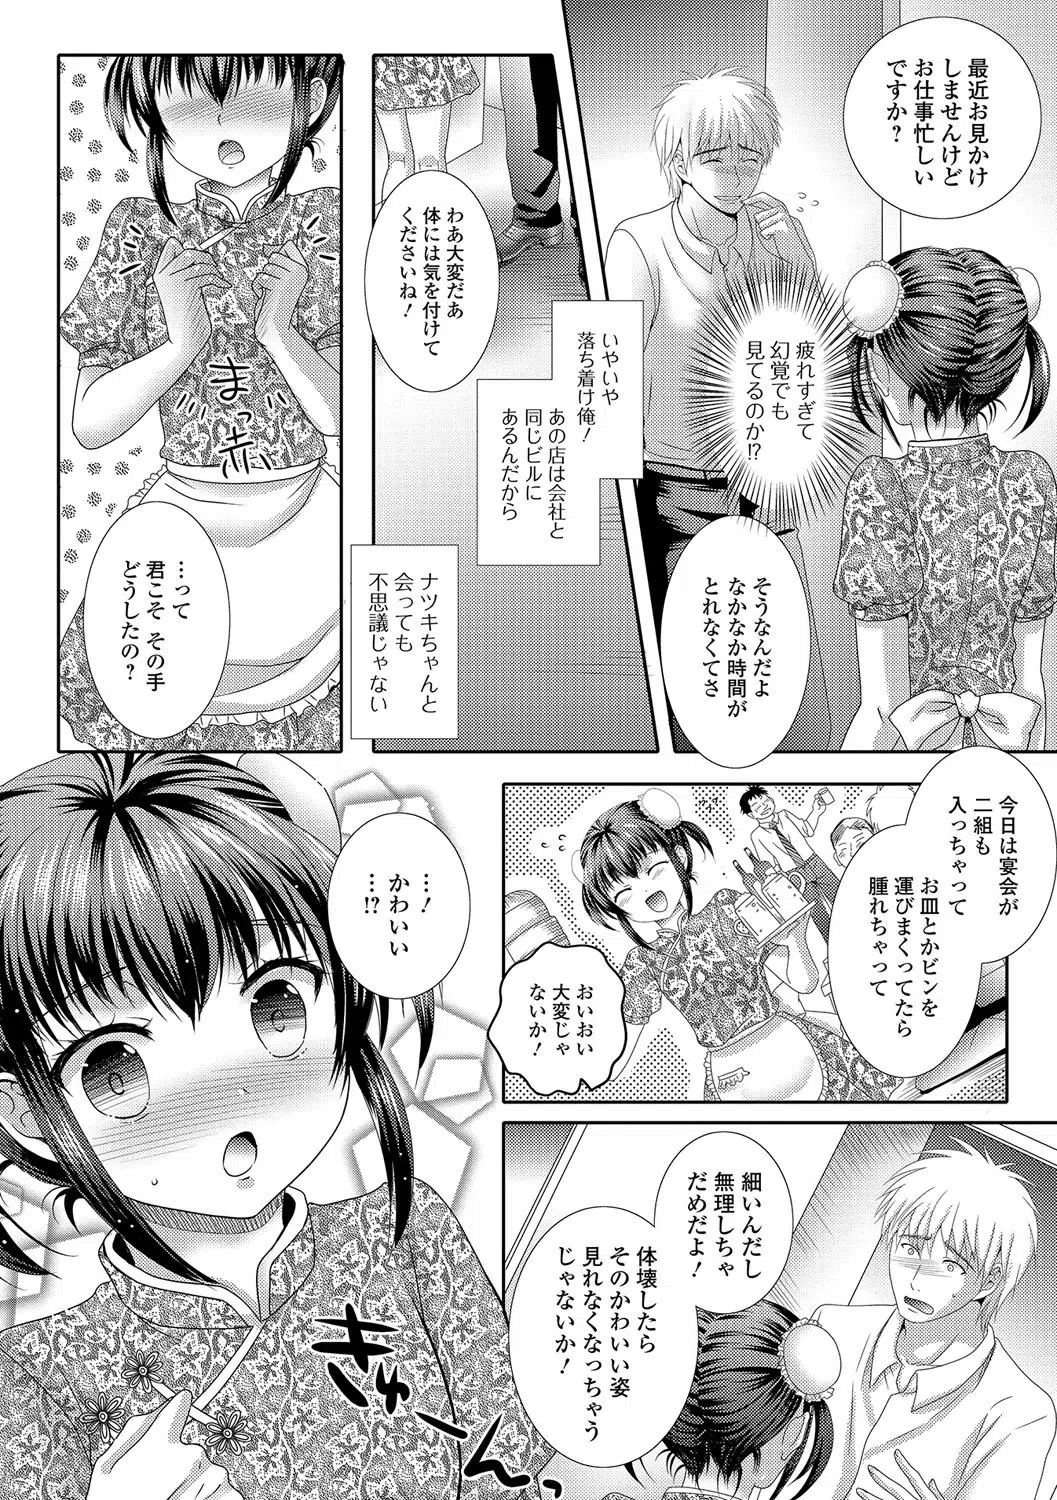 最近お見かけ
しませんけど
お仕事忙しい
ですか？
疲れすぎて
幻覚でも
見てるのか!?
そうなんだよ
なかなか時間が
とれなくてさ
いやいや
落ち着け俺！
あの店は会社と
同じビルに
あるんだから
ナツキちゃんと
会っても
不思議じゃない
わあ大変だぁ
体には気を付けて
くださいね！
まっ赤
…って
君こそ その手
どうしたの？
今日は宴会が
二組も
入っちゃって
お皿とかビンを
運びまくってたら
腫れちゃって
おいおい
大変じゃ
ないか！
細いんだし
無理しちゃ
だめだよ！
体壊したら
そのかわいい姿
見れなくなっちゃう
じゃないか！
…！
かわいい
…!?
きゅーんっ